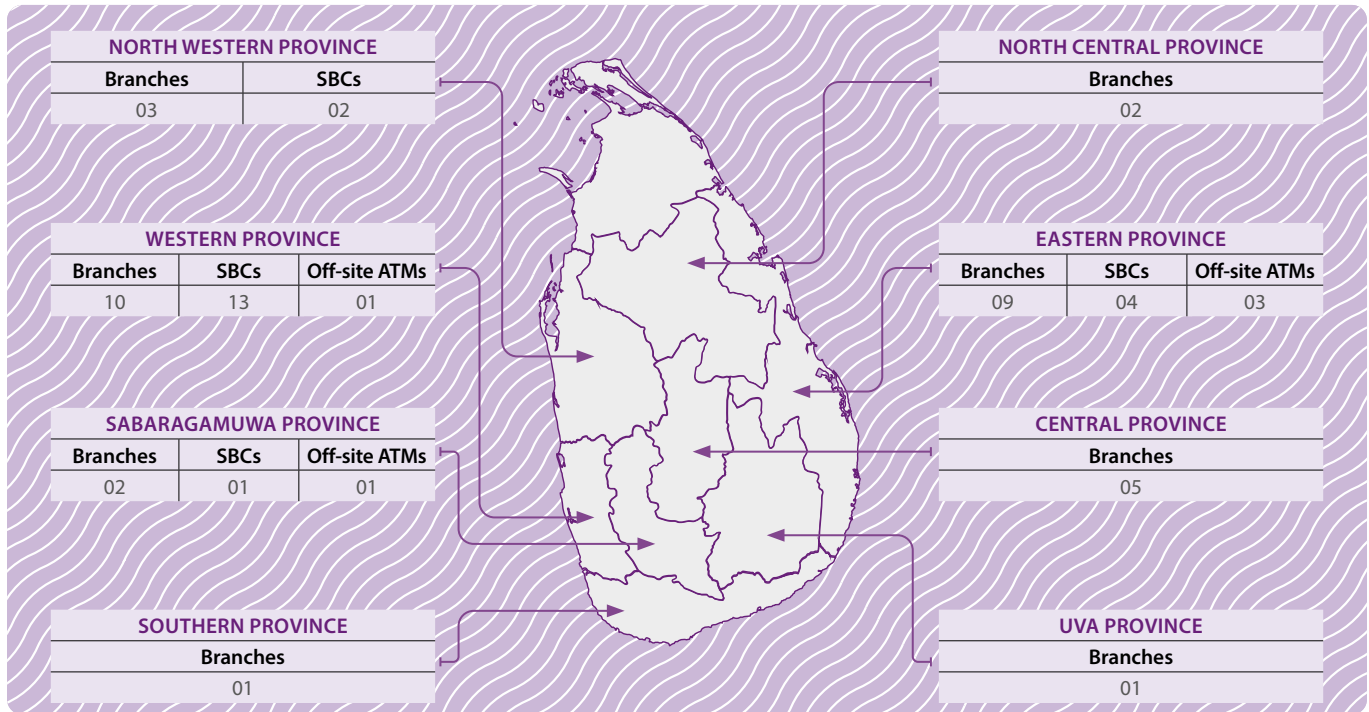 NORTH WESTERN PROVINCE
Branches SBCs
03 02
NORTH CENTRAL PROVINCE
Branches
02
WESTERN PROVINCE
Branches SBCs Off-site ATMs
10 13 01
EASTERN PROVINCE
Branches SBCs Off-site ATMs
09 04 03
SABARAGAMUWA PROVINCE
Branches SBCs Off-site ATMs
02 01 01
CENTRAL PROVINCE
Branches
05
SOUTHERN PROVINCE
Branches
01
UVA PROVINCE
Branches
01